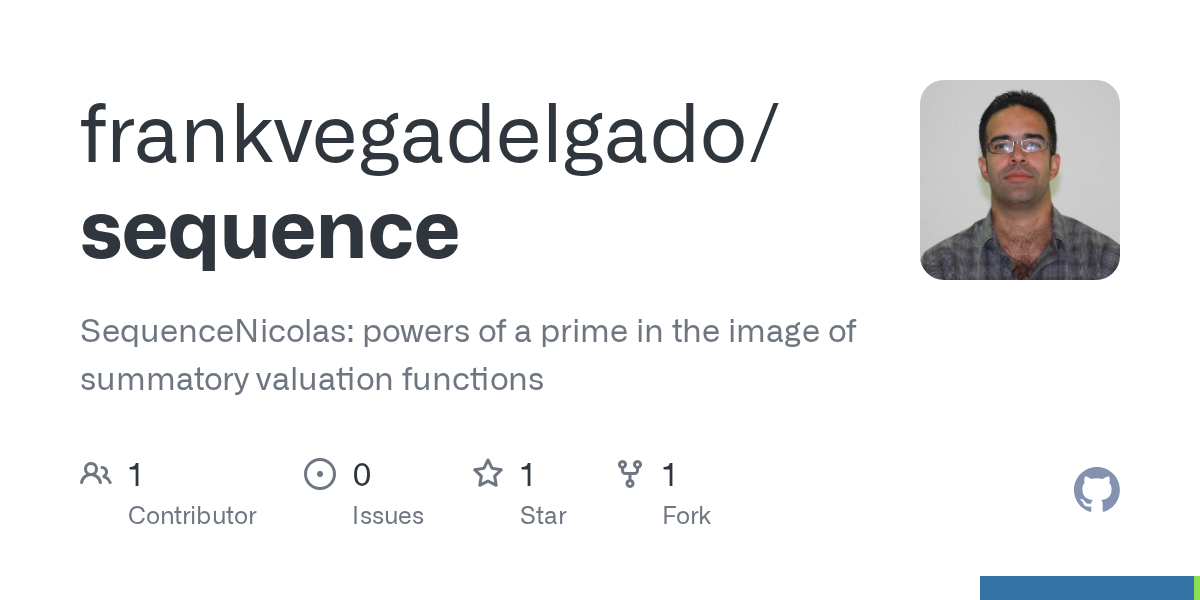 frankvegadelgado/
sequence
SequenceNicolas: powers of a prime in the image of
summatory valuation functions
1
Contributor
0
Issues
1
Star
1
Fork